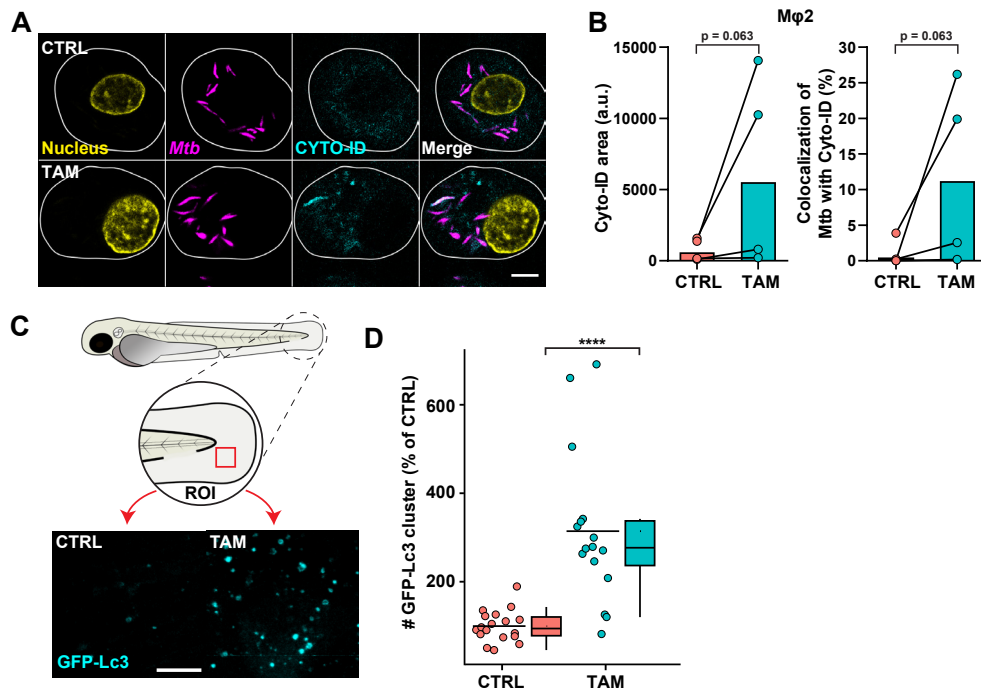 A
CTRL
Nucleus
Mtb
CYTO-ID
Merge
TAM
B
Mφ2
p = 0.063
Cyto-ID area (a.u.)
15000
10000
5000
0
CTRL TAM
p = 0.063
Colocalization of
Mtb with Cyto-ID (%)
30
25
20
15
10
5
0
CTRL TAM
C
ROI
CTRL
TAM
GFP-Lc3
D
****
# GFP-Lc3 cluster (% of CTRL)
600
400
200
CTRL TAM